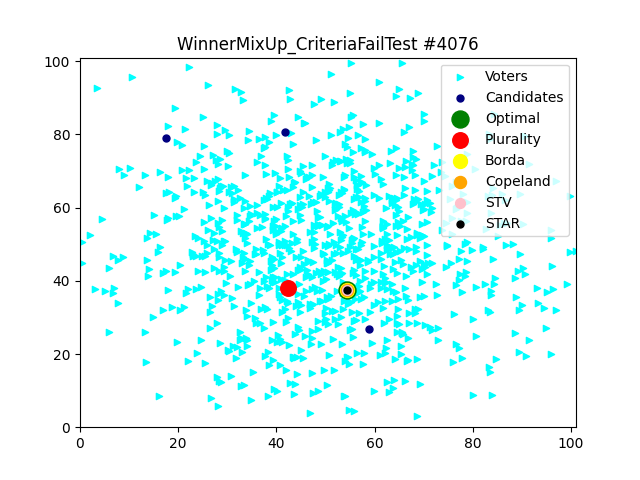 WinnerMixUp_CriteriaFailTest #4076
100
80
60
40
20
0
0
20
40
60
80
100
Voters
Candidates
Optimal
Plurality
Borda
Copeland
STV
STAR